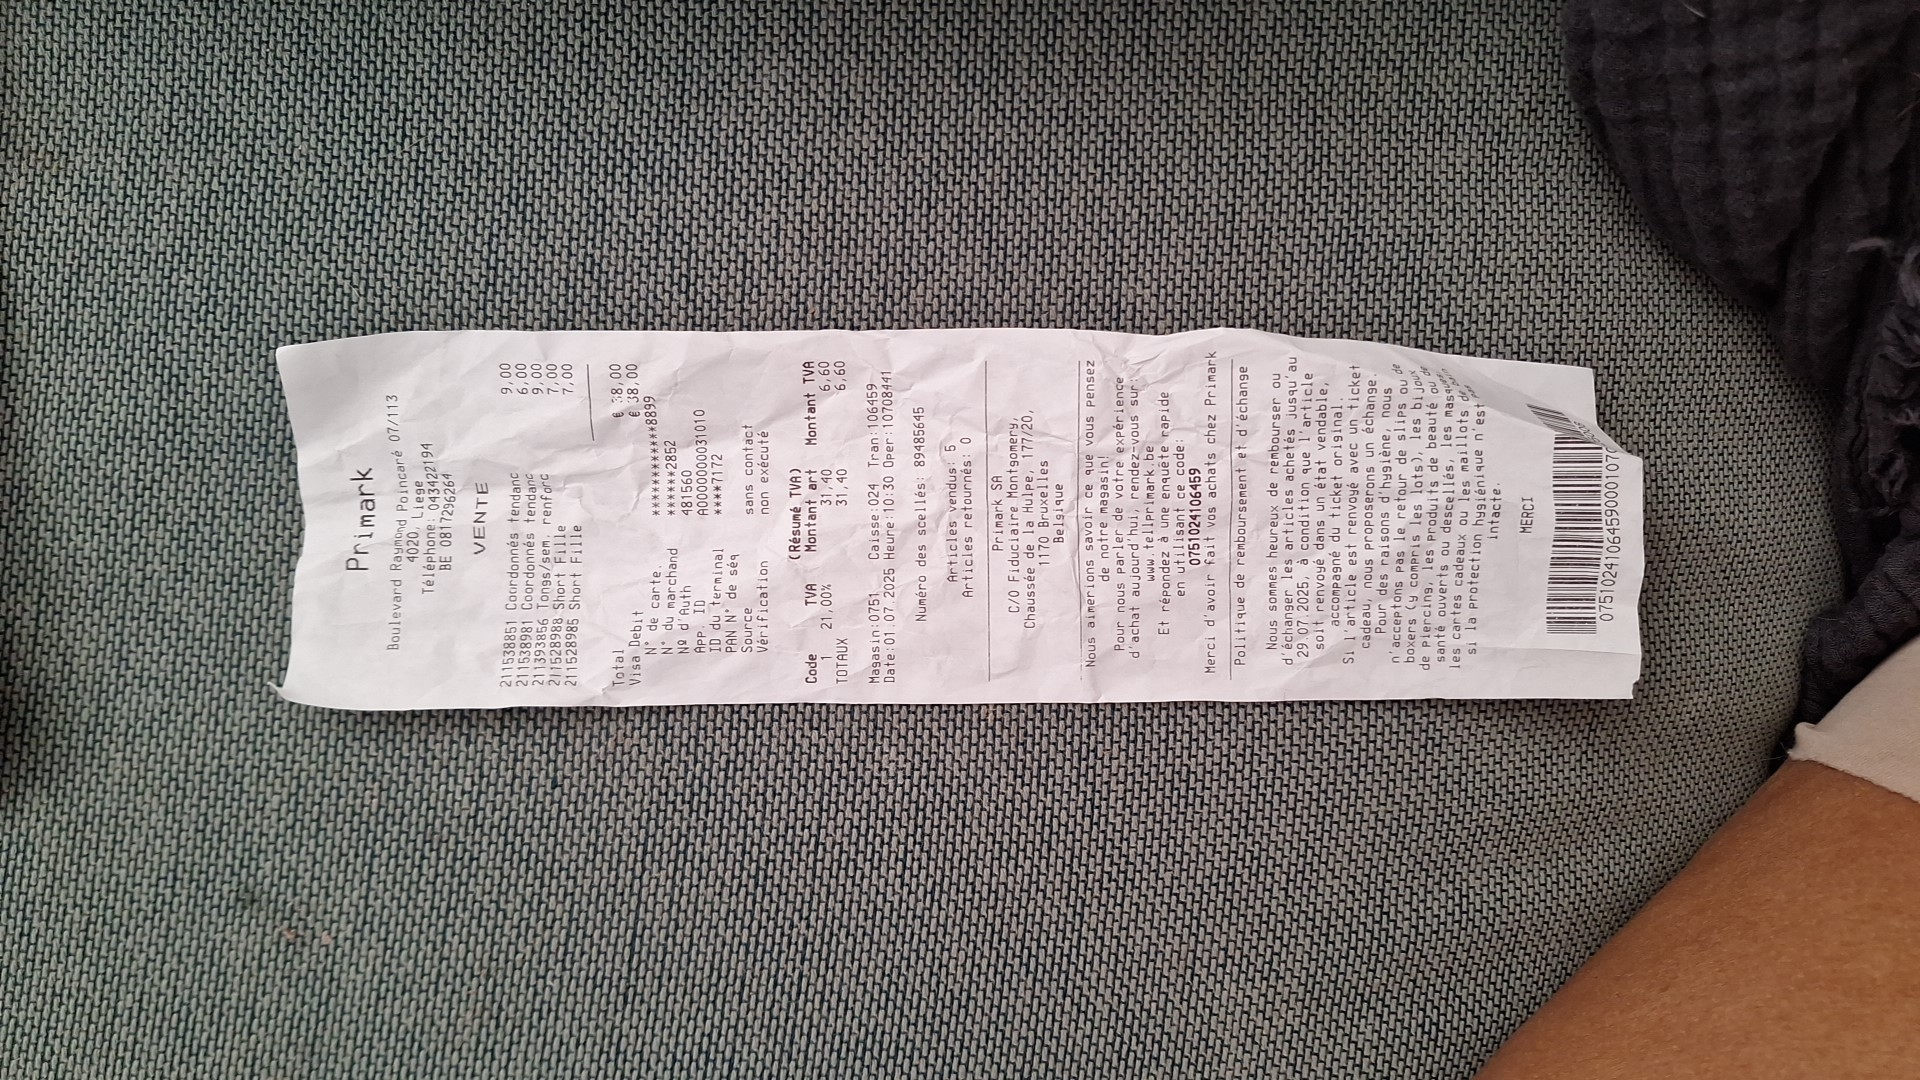 Primark
Boulevard Raymond Poincaré 07/113
4020, Liege
Téléphone: 043422194
BE 0817296264
VENTE
211538851 Coordonnés tendanc 9,00
211538981 Coordonnés tendanc 6,00
211393856 Tongs/sem. renforc 9,00
211528988 Short Fille 7,00
211528985 Short Fille 7,00
Total € 38,00
Visa Debit € 38,00
N° de carte. ************8899
N° du marchand ******2852
Nº d'Auth 481560
App. ID A0000000031010
ID du terminal ****7172
PAN N° de séq
Source sans contact
Vérification non exécuté
(Résumé TVA)
Code TVA Montant art Montant TVA
1 21,00% 31,40 6,60
TOTAUX 31,40 6,60
Magasin:0751 Caisse:024 Tran:106459
Date:01.07.2025 Heure:10:30 Oper:10708441
Numéro des scellés: 89485645
Articles vendus: 5
Articles retournés: 0
Primark SA
C/O Fiduciaire Montgomery,
Chaussée de la Hulpe, 177/20,
1170 Bruxelles
Belgique
Nous aimerions savoir ce que vous pensez
de notre magasin!
Pour nous parler de votre expérience
d'achat aujourd'hui, rendez-vous sur:
www.tellprimark.be
Et répondez à une enquête rapide
en utilisant ce code:
0751024106459
Merci d'avoir fait vos achats chez Primark
Politique de remboursement et d'échange
Nous sommes heureux de rembourser ou
d'échanger les articles achetés jusqu'au
29.07.2025, à condition que l'article
soit renvoyé dans un état vendable,
accompagné du ticket original.
Si l'article est renvoyé avec un ticket
cadeau, nous proposerons un échange.
Pour des raisons d'hygiène, nous
n'acceptons pas le retour de slips ou de
boxers (y compris les lots), les bijoux
de piercings, les produits de beauté ou de
santé ouverts ou descellés, les masques,
les cartes cadeaux ou les maillots de bain
si la protection hygiénique n'est pas
intacte.
MERCI